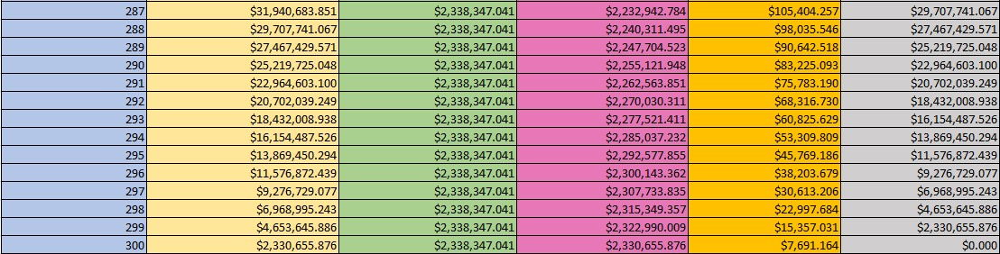 287 $31,940,683.851 $2,338,347.041 $2,232,942.784 $105,404.257 $29,707,741.067
288 $29,707,741.067 $2,338,347.041 $2,240,311.495 $98,035.546 $27,467,429.571
289 $27,467,429.571 $2,338,347.041 $2,247,704.523 $90,642.518 $25,219,725.048
290 $25,219,725.048 $2,338,347.041 $2,255,121.948 $83,225.093 $22,964,603.100
291 $22,964,603.100 $2,338,347.041 $2,262,563.851 $75,783.190 $20,702,039.249
292 $20,702,039.249 $2,338,347.041 $2,270,030.311 $68,316.730 $18,432,008.938
293 $18,432,008.938 $2,338,347.041 $2,277,521.411 $60,825.629 $16,154,487.526
294 $16,154,487.526 $2,338,347.041 $2,285,037.232 $53,309.809 $13,869,450.294
295 $13,869,450.294 $2,338,347.041 $2,292,577.855 $45,769.186 $11,576,872.439
296 $11,576,872.439 $2,338,347.041 $2,300,143.362 $38,203.679 $9,276,729.077
297 $9,276,729.077 $2,338,347.041 $2,307,733.835 $30,613.206 $6,968,995.243
298 $6,968,995.243 $2,338,347.041 $2,315,349.357 $22,997.684 $4,653,645.886
299 $4,653,645.886 $2,338,347.041 $2,322,990.009 $15,357.031 $2,330,655.876
300 $2,330,655.876 $2,338,347.041 $2,330,655.876 $7,691.164 $0.000